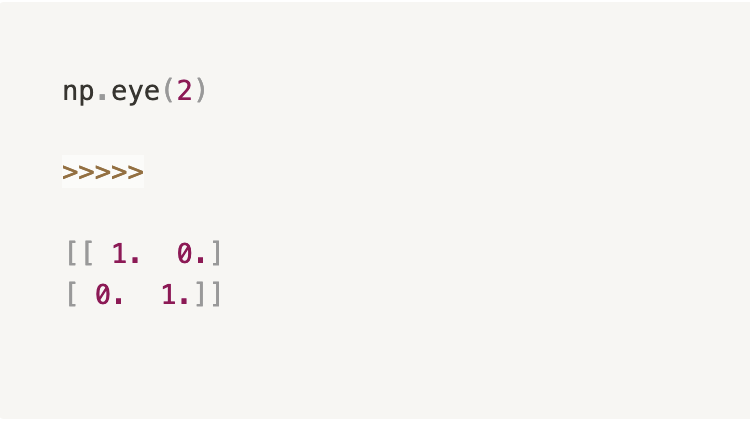 np.eye(2)
>>>>>
[[ 1.  0.]
[ 0.  1.]]